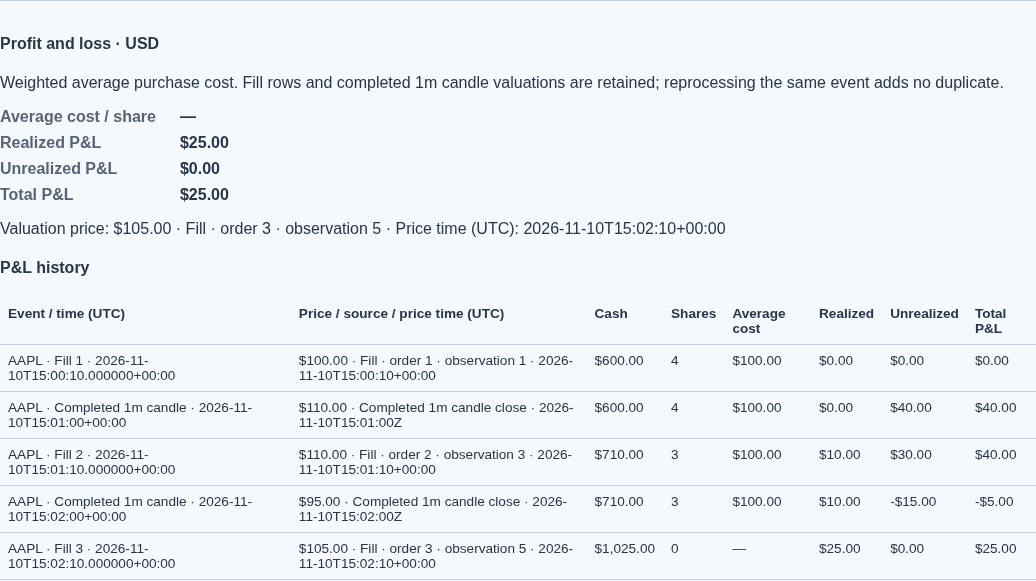 Profit and loss · USD
Weighted average purchase cost. Fill rows and completed 1m candle valuations are retained; reprocessing the same event adds no duplicate.
Average cost / share —
Realized P&L $25.00
Unrealized P&L $0.00
Total P&L $25.00
Valuation price: $105.00 · Fill · order 3 · observation 5 · Price time (UTC): 2026-11-10T15:02:10+00:00
P&L history
Event / time (UTC) Price / source / price time (UTC) Cash Shares Average Realized Unrealized Total
cost P&L
AAPL · Fill 1 · 2026-11- $100.00 · Fill · order 1 · observation 1 · 2026- $600.00 4 $100.00 $0.00 $0.00 $0.00
10T15:00:10.000000+00:00 11-10T15:00:10+00:00
AAPL · Completed 1m candle · 2026-11- $110.00 · Completed 1m candle close · 2026- $600.00 4 $100.00 $0.00 $40.00 $40.00
10T15:01:00+00:00 11-10T15:01:00Z
AAPL · Fill 2 · 2026-11- $110.00 · Fill · order 2 · observation 3 · 2026- $710.00 3 $100.00 $10.00 $30.00 $40.00
10T15:01:10.000000+00:00 11-10T15:01:10+00:00
AAPL · Completed 1m candle · 2026-11- $95.00 · Completed 1m candle close · 2026- $710.00 3 $100.00 $10.00 -$15.00 -$5.00
10T15:02:00+00:00 11-10T15:02:00Z
AAPL · Fill 3 · 2026-11- $105.00 · Fill · order 3 · observation 5 · 2026- $1,025.00 0 — $25.00 $0.00 $25.00
10T15:02:10.000000+00:00 11-10T15:02:10+00:00